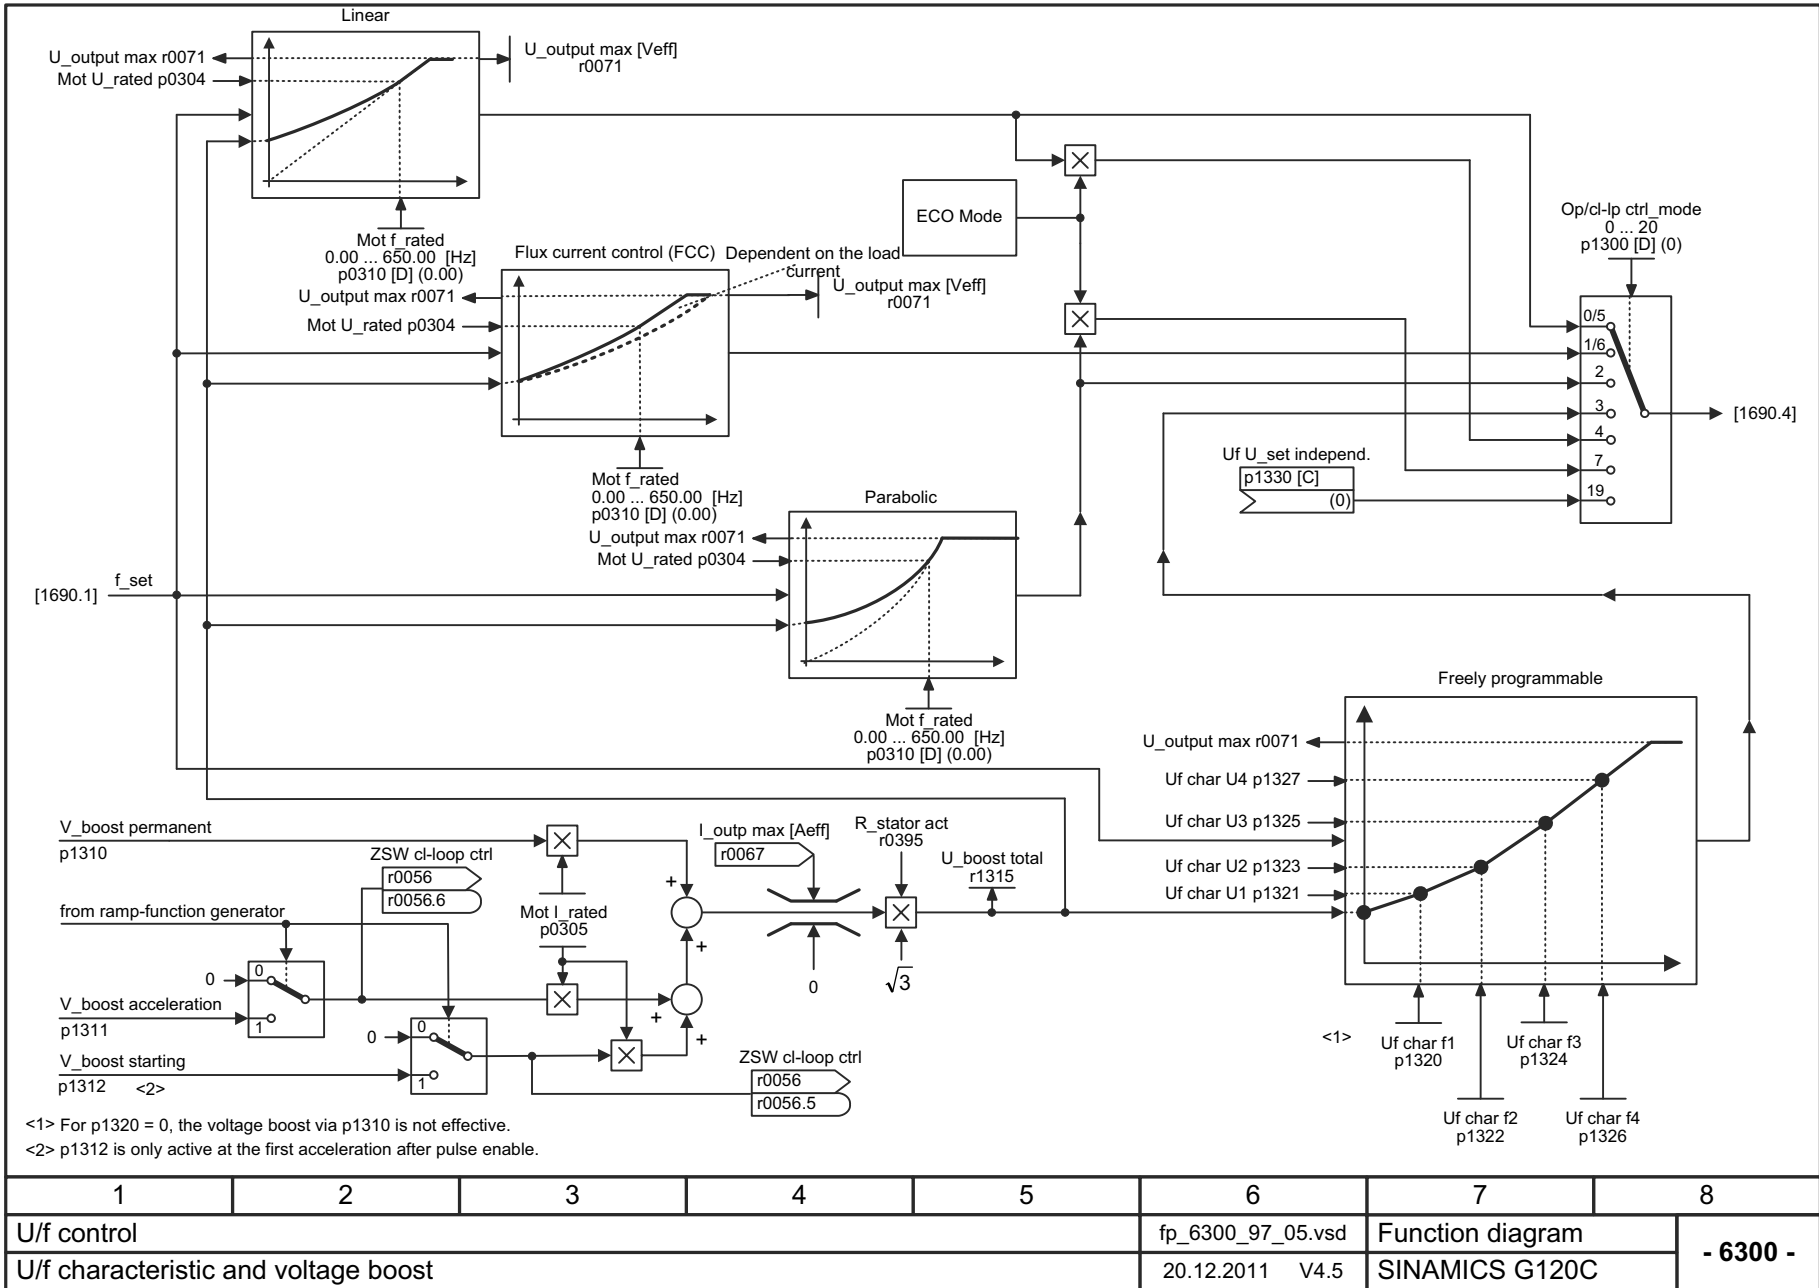 Linear
U_output max r0071
Mot U_rated p0304
U_output max [Veff]
r0071
Mot f_rated
0.00 ... 650.00 [Hz]
p0310 [D] (0.00)
Flux current control (FCC)
Dependent on the load
current
U_output max r0071
Mot U_rated p0304
U_output max [Veff]
r0071
Mot f_rated
0.00 ... 650.00 [Hz]
p0310 [D] (0.00)
ECO Mode
Op/cl-lp ctrl_mode
0 ... 20
p1300 [D] (0)
0/5
1/6
2
3
4
7
19
[1690.4]
Uf U_set independ.
p1330 [C]
(0)
Parabolic
U_output max r0071
Mot U_rated p0304
[1690.1]
f_set
Mot f_rated
0.00 ... 650.00 [Hz]
p0310 [D] (0.00)
Freely programmable
U_output max r0071
Uf char U4 p1327
Uf char U3 p1325
Uf char U2 p1323
Uf char U1 p1321
<1>
Uf char f1
p1320
Uf char f3
p1324
Uf char f2
p1322
Uf char f4
p1326
V_boost permanent
p1310
ZSW cl-loop ctrl
r0056
r0056.6
from ramp-function generator
Mot I_rated
p0305
I_outp max [Aeff]
r0067
R_stator act
r0395
U_boost total
r1315
+
+
+
+
0
√3
0
0
1
V_boost acceleration
p1311
0
0
1
V_boost starting
p1312 <2>
ZSW cl-loop ctrl
r0056
r0056.5
<1> For p1320 = 0, the voltage boost via p1310 is not effective.
<2> p1312 is only active at the first acceleration after pulse enable.
1 2 3 4 5 6 7 8
U/f control
fp_6300_97_05.vsd
Function diagram
- 6300 -
U/f characteristic and voltage boost
20.12.2011 V4.5
SINAMICS G120C